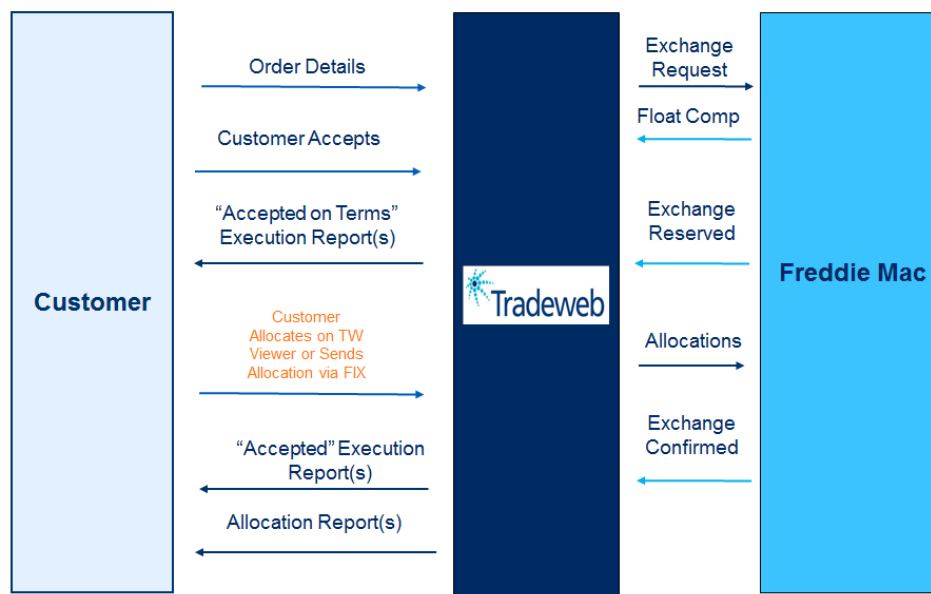 Order Details
Customer Accepts
“Accepted on Terms”
Execution Report(s)
Customer
Customer
Allocates on TW
Viewer or Sends
Allocation via FIX
“Accepted” Execution
Report(s)
Allocation Report(s)
Tradeweb
Exchange
Request
Float Comp
Exchange
Reserved
Allocations
Exchange
Confirmed
Freddie Mac